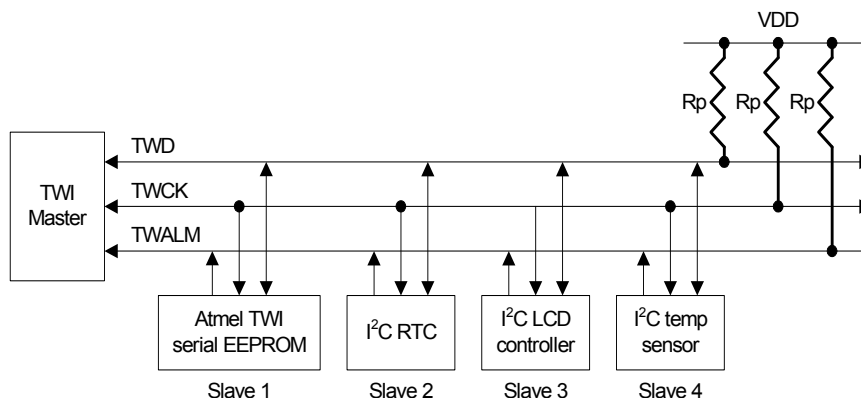 VDD
Rp Rp Rp
TWI
Master
TWD
TWCK
TWALM
Atmel TWI
serial EEPROM
I²C RTC
I²C LCD
controller
I²C temp
sensor
Slave 1 Slave 2 Slave 3 Slave 4